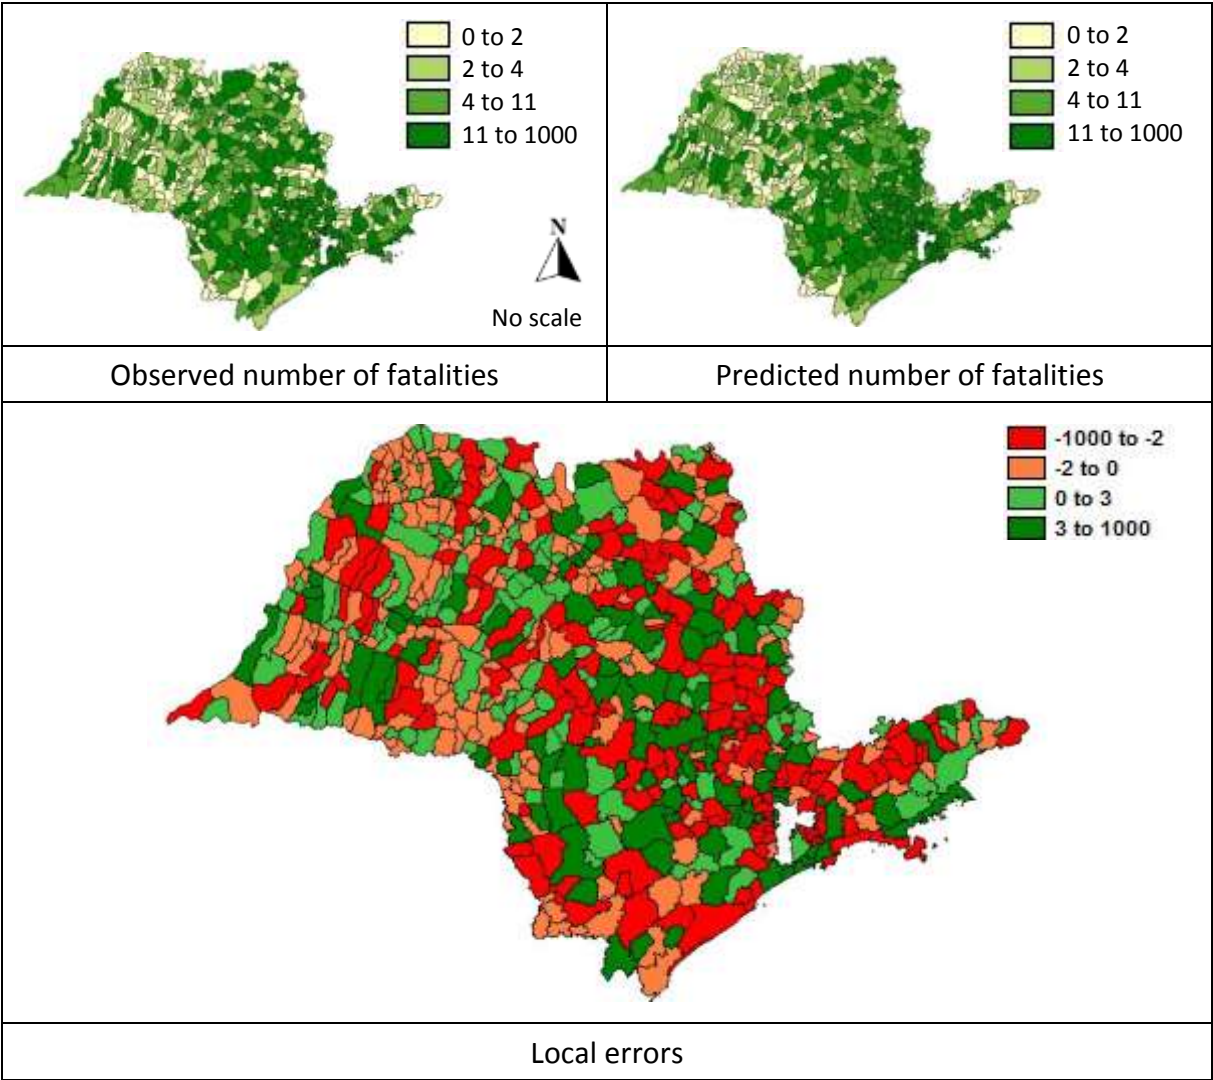 0 to 2
2 to 4
4 to 11
11 to 1000
N
No scale
0 to 2
2 to 4
4 to 11
11 to 1000
Observed number of fatalities
Predicted number of fatalities
-1000 to -2
-2 to 0
0 to 3
3 to 1000
Local errors